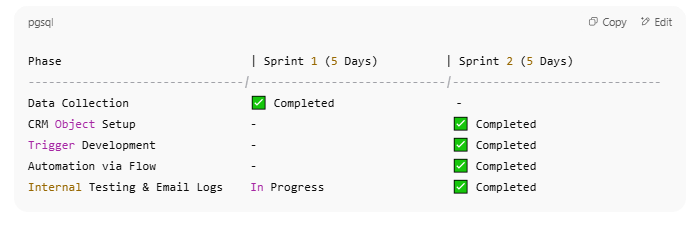 pgsql Copy Edit
Phase | Sprint 1 (5 Days) | Sprint 2 (5 Days)
--------------------------------/-----------------------------/-------------------------------
Data Collection ✅ Completed -
CRM Object Setup - ✅ Completed
Trigger Development - ✅ Completed
Automation via Flow - ✅ Completed
Internal Testing & Email Logs In Progress ✅ Completed